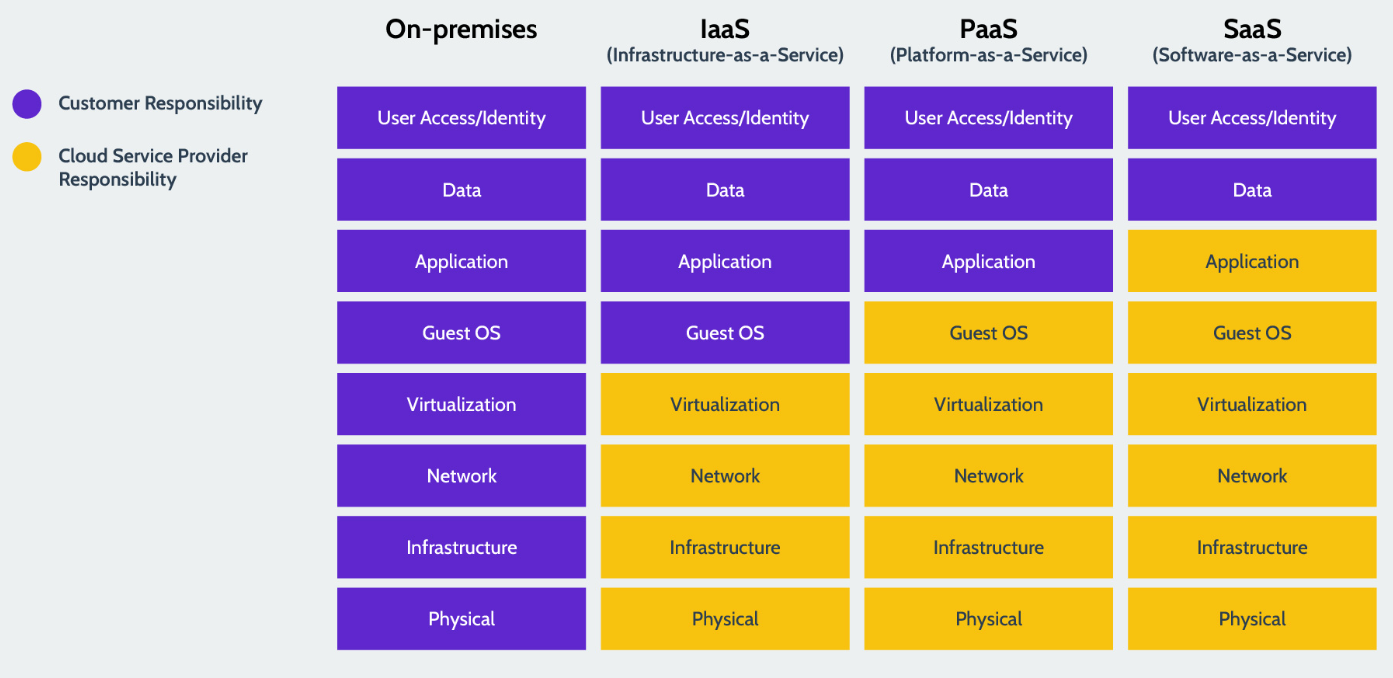 On-premises
IaaS
(Infrastructure-as-a-Service)
PaaS
(Platform-as-a-Service)
SaaS
(Software-as-a-Service)
Customer Responsibility
Cloud Service Provider
Responsibility
User Access/Identity
User Access/Identity
User Access/Identity
User Access/Identity
Data
Data
Data
Data
Application
Application
Application
Application
Guest OS
Guest OS
Guest OS
Guest OS
Virtualization
Virtualization
Virtualization
Virtualization
Network
Network
Network
Network
Infrastructure
Infrastructure
Infrastructure
Infrastructure
Physical
Physical
Physical
Physical